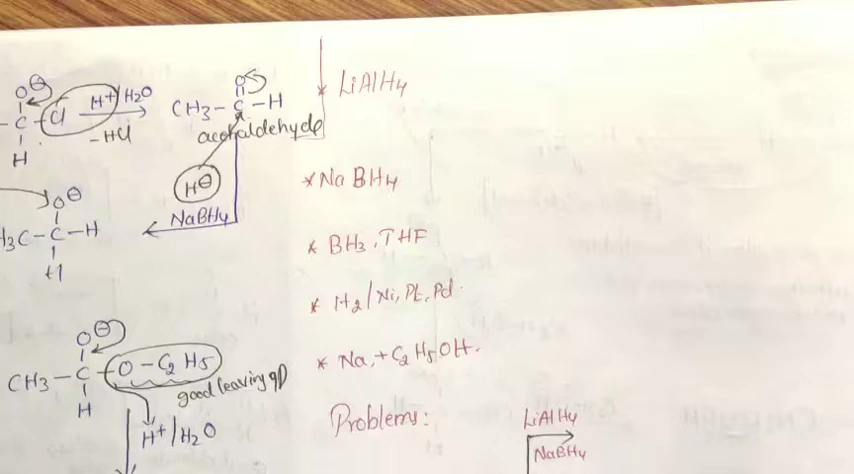 O⊖
-C-Cl H+/H2O
-HCl
H
O
CH3-C-H
acetaldehyde
H⊖
NaBH4
O⊖
H3C-C-H
H
O⊖
CH3-C-O-C2H5
H
good leaving gp
H+/H2O
LiAlH4
* NaBH4
* BH3, THF
* H2/Ni, Pt, Pd.
* Na, + C2H5OH.
Problems:
LiAlH4
NaBH4